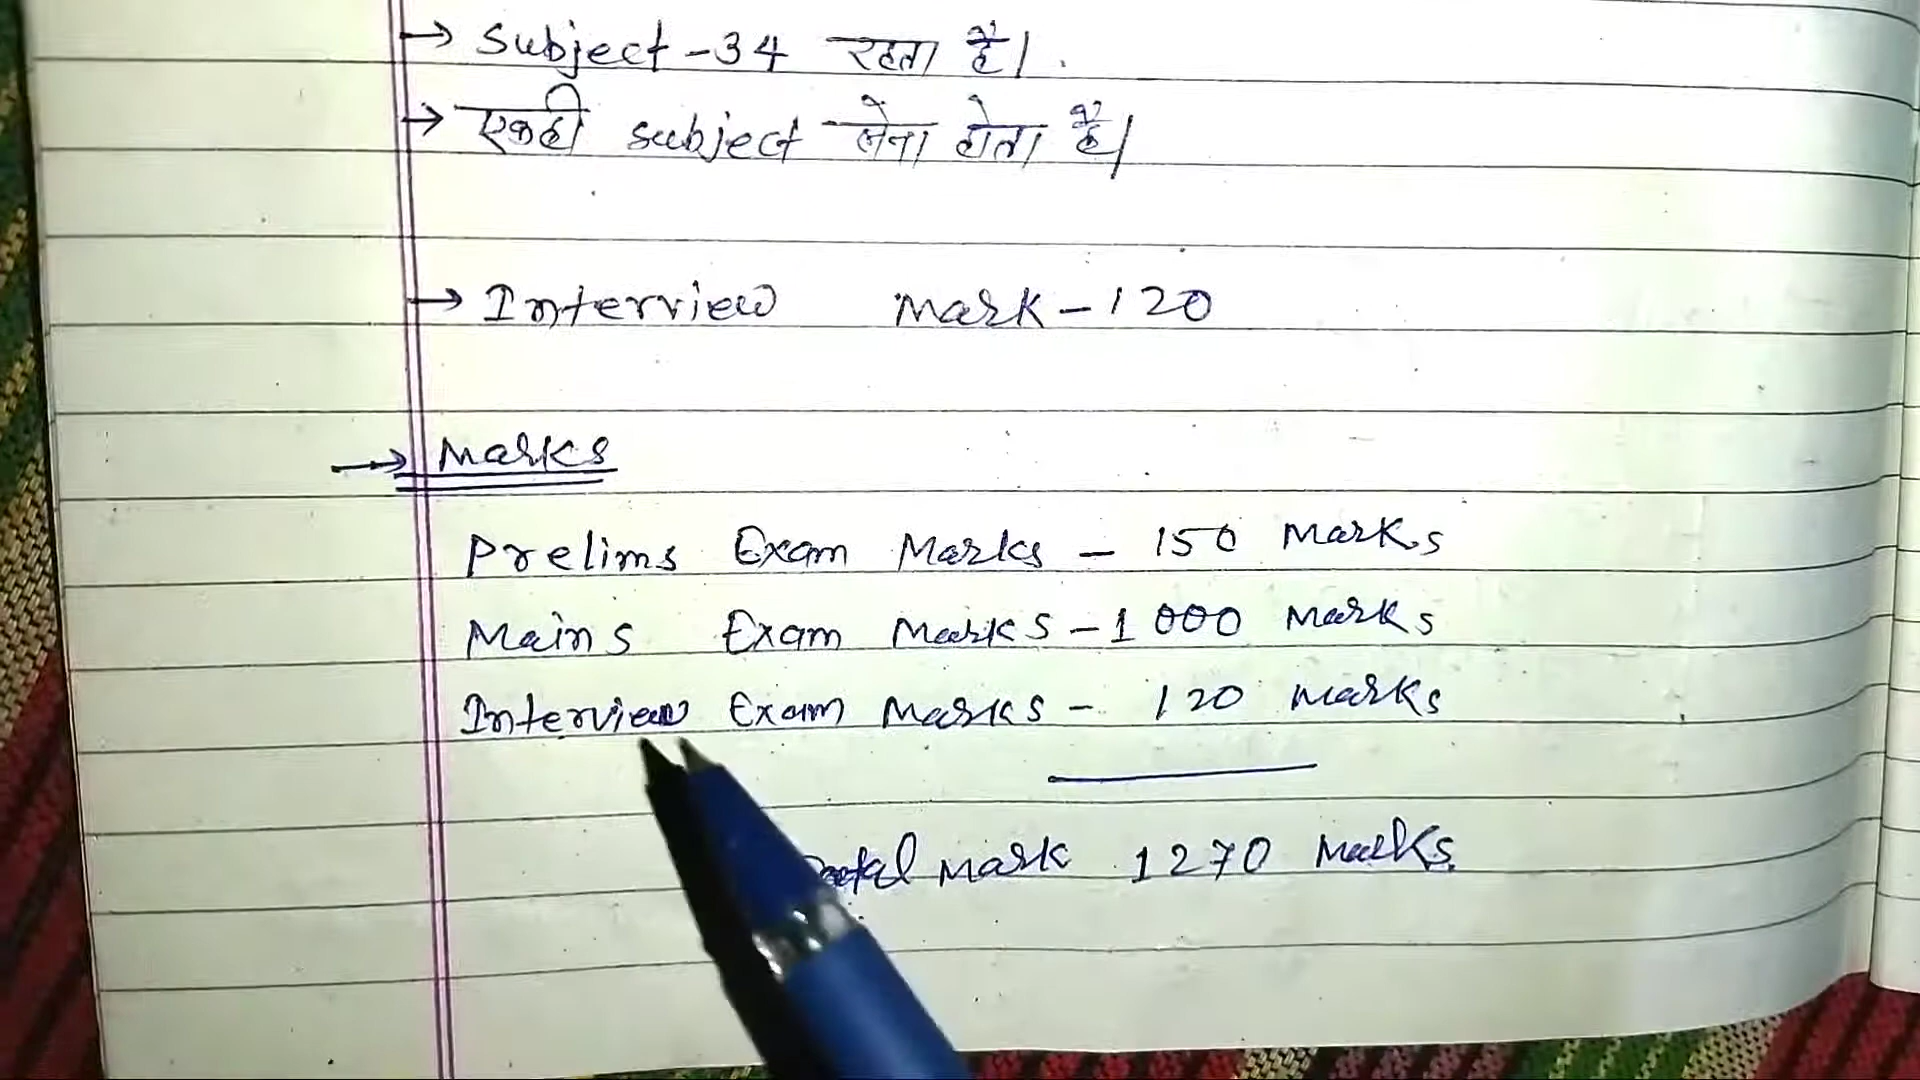 → Subject - 34 रहता है।
→ एकही subject लेना होता है।
→ Interview Mark - 120
→ Marks
Prelims Exam Marks - 150 Marks
Mains Exam Marks - 1000 Marks
Interview Exam Marks - 120 Marks
Mark 1270 Marks